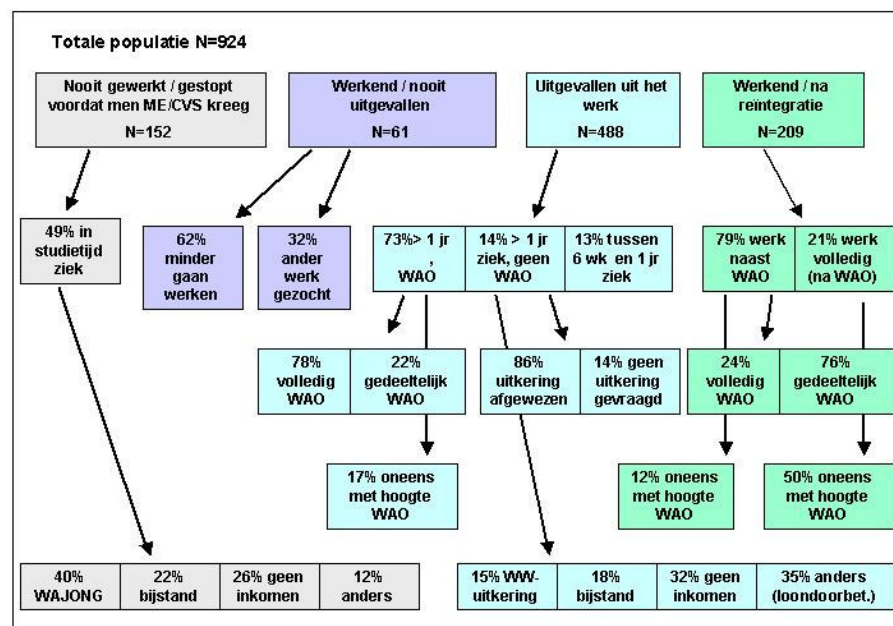 Totale populatie N=924
Nooit gewerkt / gestopt
voordat men ME/CVS kreeg
N=152
Werkend / nooit
uitgevallen
N=61
Uitgevallen uit het
werk
N=488
Werkend / na
reïntegratie
N=209
49% in
studietijd
ziek
62%
minder
gaan
werken
32%
ander
werk
gezocht
73%> 1 jr
,
WAO
14% > 1 jr
ziek, geen
WAO
13% tussen
6 wk en 1 jr
ziek
79% werk
naast
WAO
21% werk
volledig
(na WAO)
78%
volledig
WAO
22%
gedeeltelijk
WAO
86%
uitkering
afgewezen
14% geen
uitkering
gevraagd
24%
volledig
WAO
76%
gedeeltelijk
WAO
17% oneens
met hoogte
WAO
12% oneens
met hoogte
WAO
50% oneens
met hoogte
WAO
40%
WAJONG
22%
bijstand
26% geen
inkomen
12%
anders
15% WW-
uitkering
18%
bijstand
32% geen
inkomen
35% anders
(loondoorbet.)